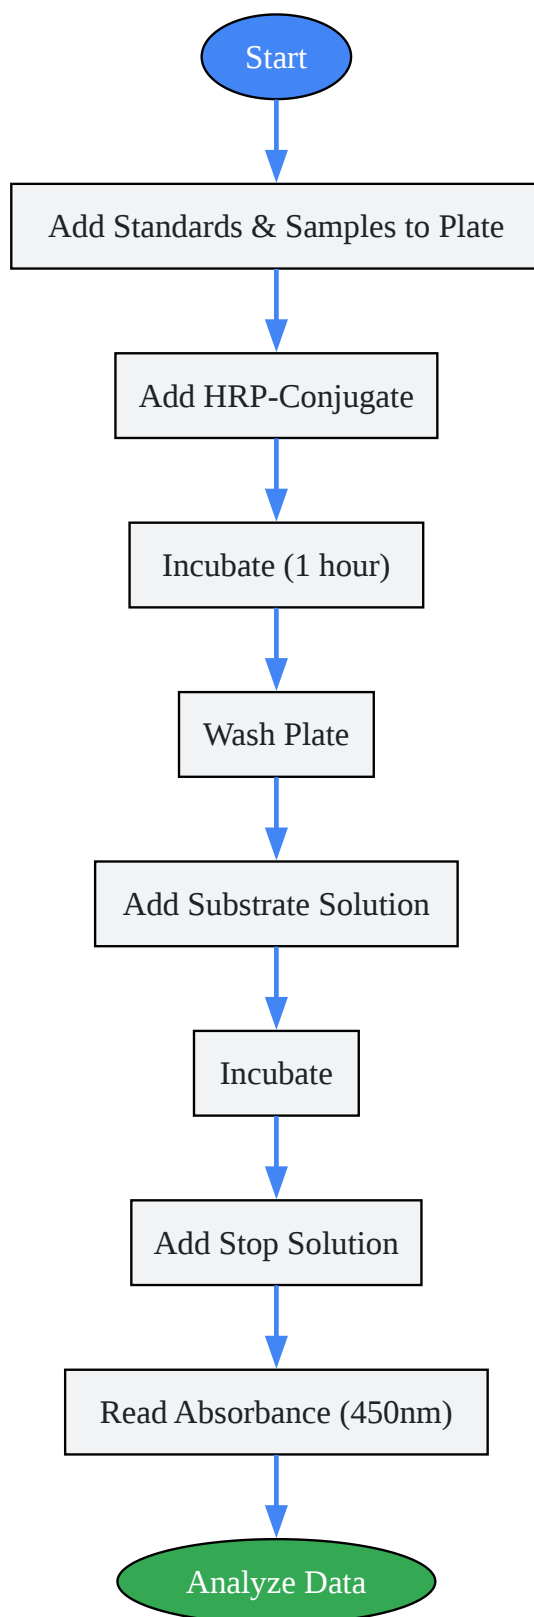 Start
Add Standards & Samples to Plate
Add HRP-Conjugate
Incubate (1 hour)
Wash Plate
Add Substrate Solution
Incubate
Add Stop Solution
Read Absorbance (450nm)
Analyze Data